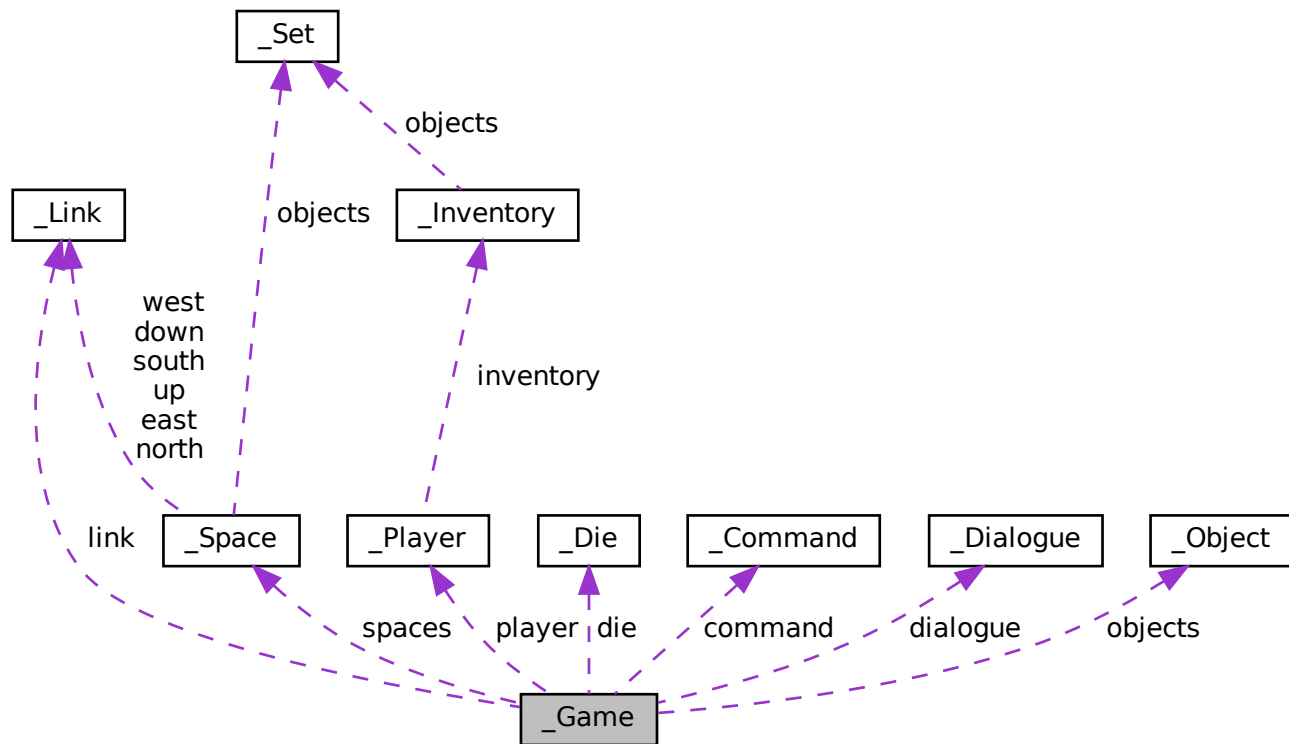 _Set
objects
_Link
objects
_Inventory
west
down
south
up
east
north
inventory
link
_Space
_Player
_Die
_Command
_Dialogue
_Object
spaces
player
die
command
dialogue
objects
_Game